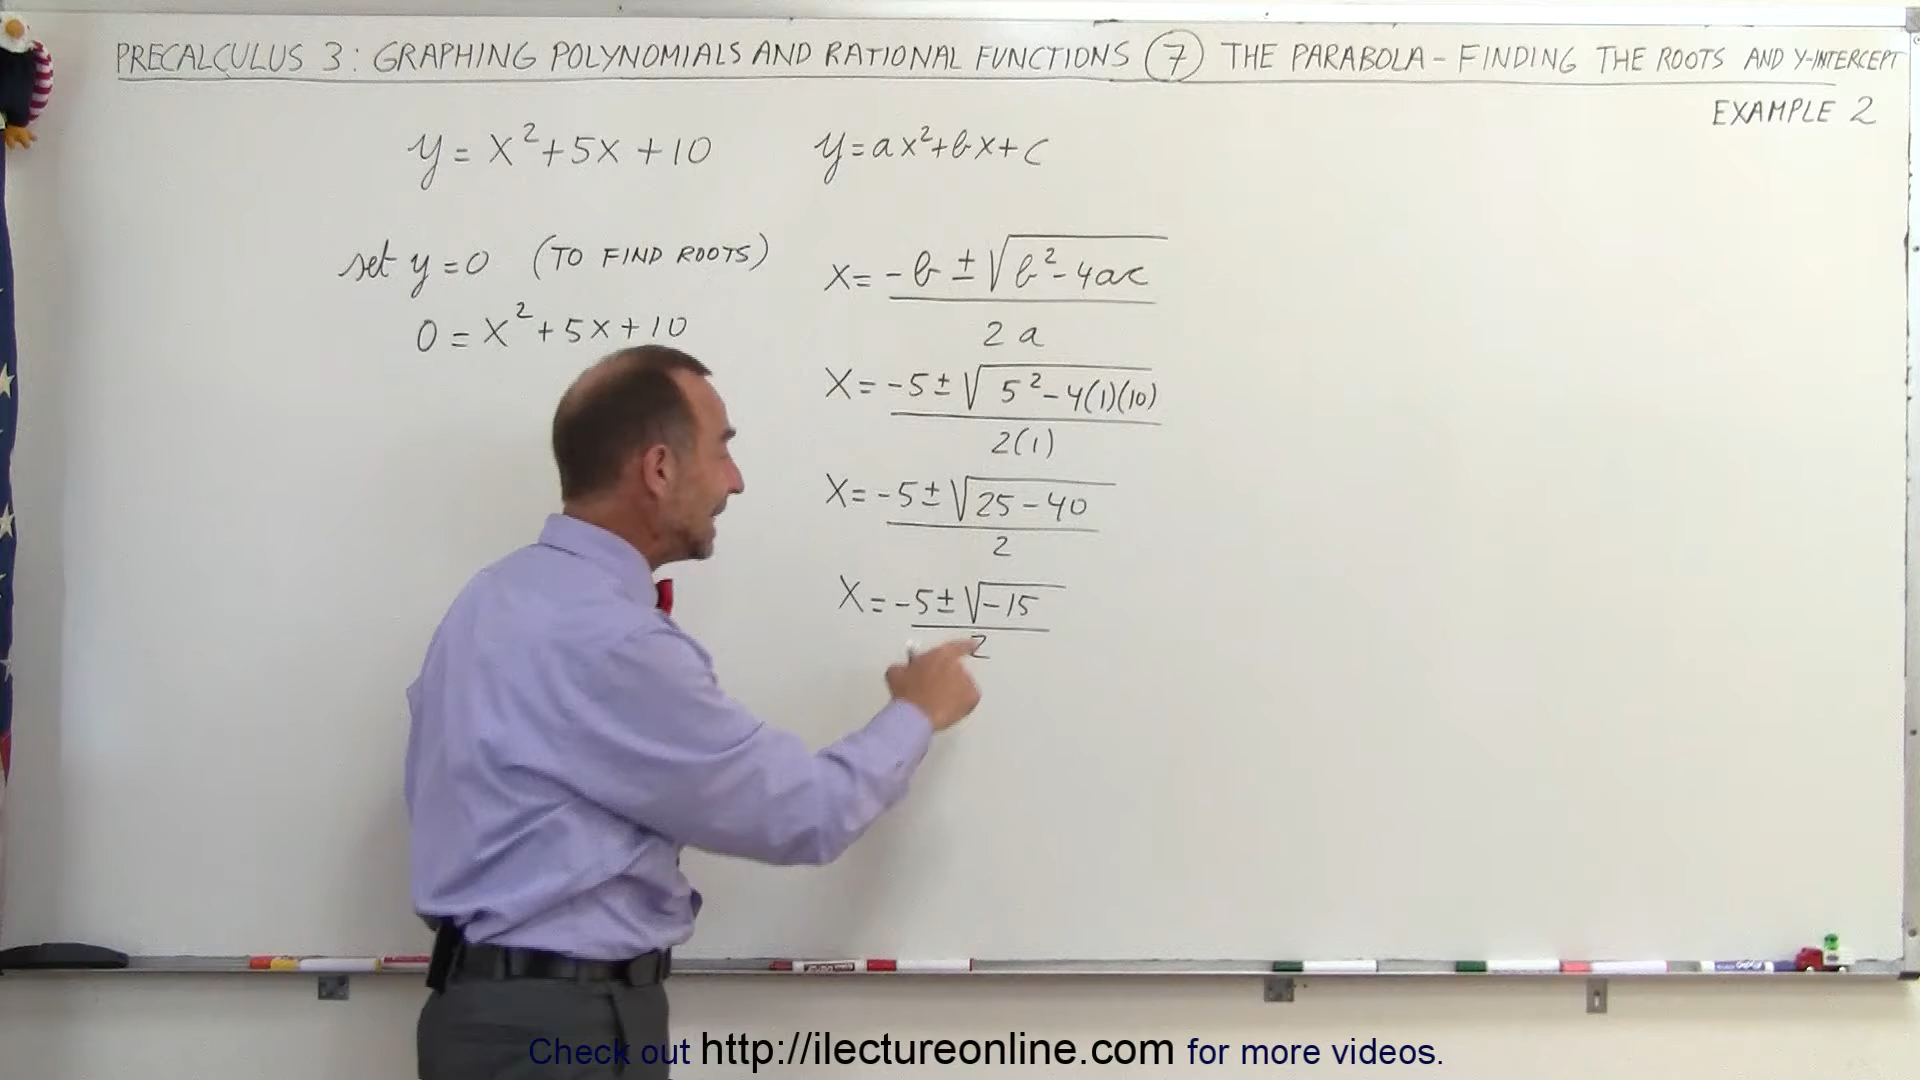 PRECALCULUS 3: GRAPHING POLYNOMIALS AND RATIONAL FUNCTIONS ⑦ THE PARABOLA - FINDING THE ROOTS AND Y-INTERCEPT
EXAMPLE 2
y = x²+5x+10
y=ax²+bx+c
set y=0 (TO FIND ROOTS)
0 = x²+5x+10
x= -b ± √b²-4ac
2a
x= -5 ± √5²-4(1)(10)
2(1)
x= -5 ± √25-40
2
x= -5 ± √-15
2
Check out http://ilectureonline.com for more videos.